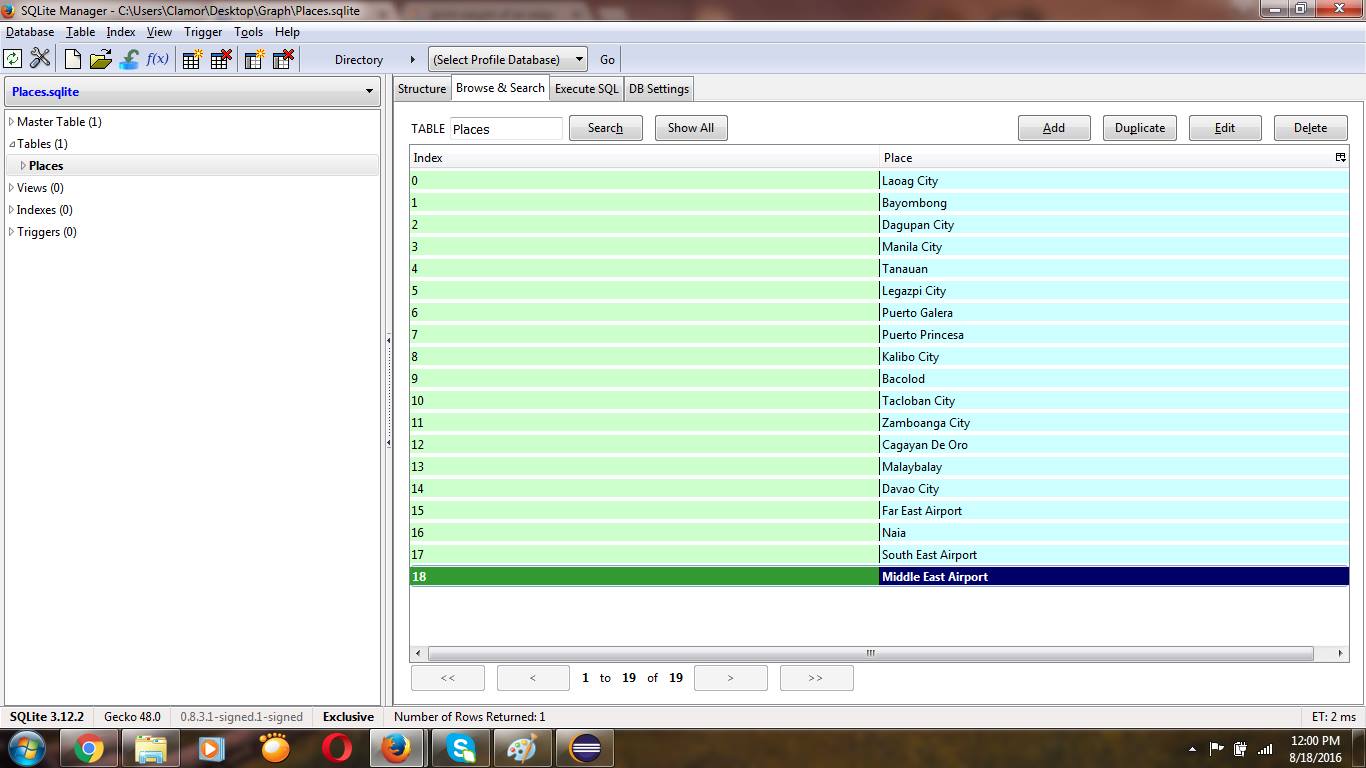 SQLite Manager - C:\Users\Clamor\Desktop\Graph\Places.sqlite
Database Table Index View Trigger Tools Help
f(x) Directory (Select Profile Database) Go
Places.sqlite
Master Table (1)
Tables (1)
Places
Views (0)
Indexes (0)
Triggers (0)
Structure Browse & Search Execute SQL DB Settings
TABLE Places Search Show All Add Duplicate Edit Delete
Index Place
0 Laoag City
1 Bayombong
2 Dagupan City
3 Manila City
4 Tanauan
5 Legazpi City
6 Puerto Galera
7 Puerto Princesa
8 Kalibo City
9 Bacolod
10 Tacloban City
11 Zamboanga City
12 Cagayan De Oro
13 Malaybalay
14 Davao City
15 Far East Airport
16 Naia
17 South East Airport
18 Middle East Airport
<< < 1 to 19 of 19 > >>
SQLite 3.12.2 Gecko 48.0 0.8.3.1-signed.1-signed Exclusive Number of Rows Returned: 1 ET: 2 ms
12:00 PM
8/18/2016